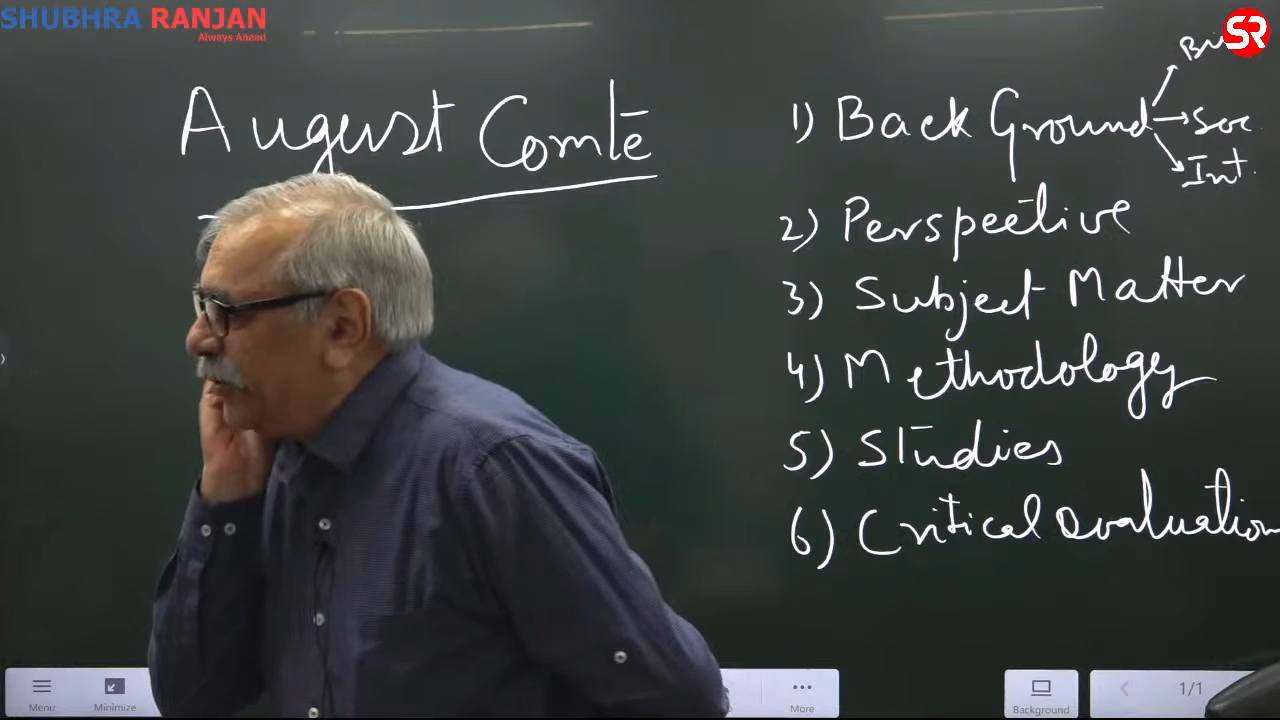 SHUBHRA RANJAN
Always Ahead
SR
August Comte
1) Back Ground
Soc
Int.
2) Perspective
3) Subject Matter
4) Methodology
5) Studies
6) Critical Evaluation
Menu
Minimize
More
Background
1/1